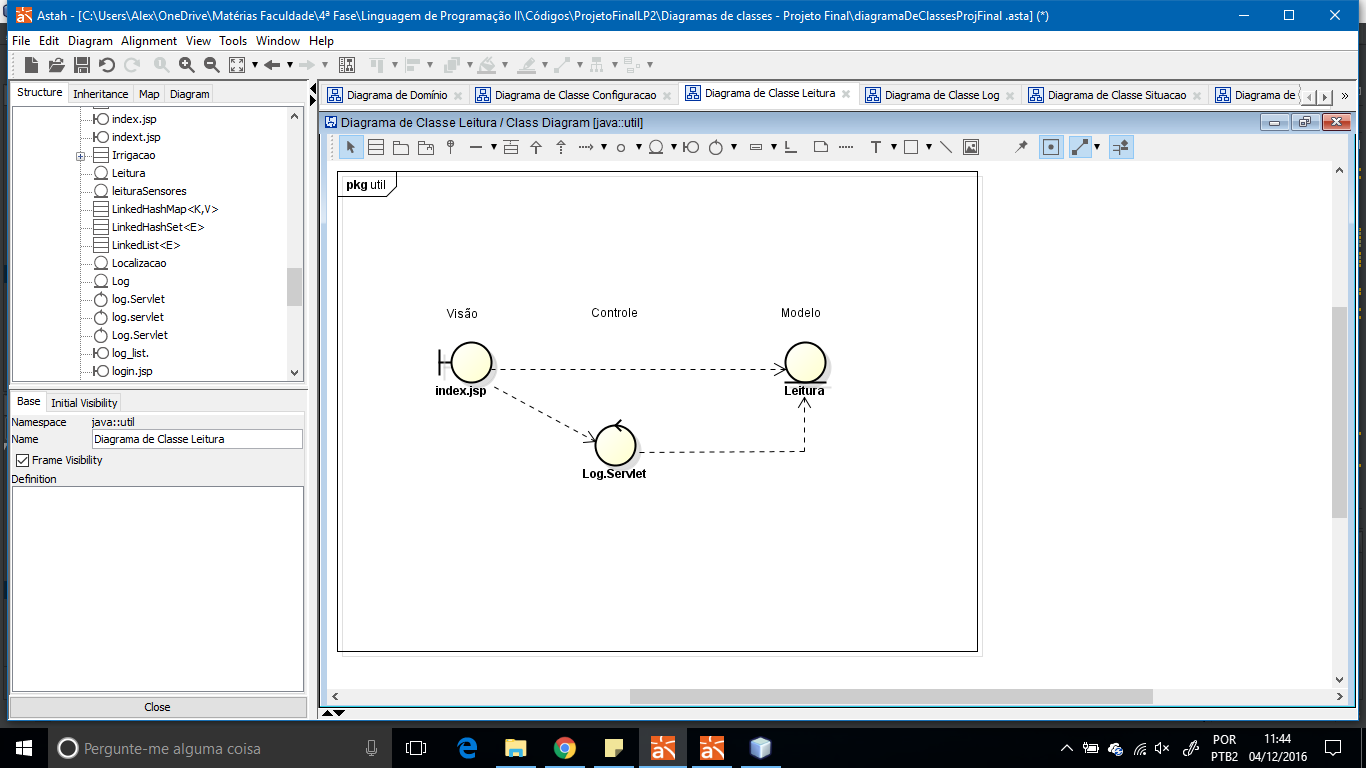 Astah - [C:\Users\Alex\OneDrive\Matérias Faculdade\4ª Fase\Linguagem de Programação II\Códigos\ProjetoFinalLP2\Diagramas de classes - Projeto Final\diagramaDeClassesProjFinal .asta] (*)
File Edit Diagram Alignment View Tools Window Help
Structure Inheritance Map Diagram
index.jsp
indext.jsp
Irrigacao
Leitura
leituraSensores
LinkedHashMap<K,V>
LinkedHashSet<E>
LinkedList<E>
Localizacao
Log
log.Servlet
log.servlet
Log.Servlet
log_list.
login.jsp
Base Initial Visibility
Namespace java::util
Name Diagrama de Classe Leitura
Frame Visibility
Definition
Close
Diagrama de Domínio Diagrama de Classe Configuracao Diagrama de Classe Leitura Diagrama de Classe Log Diagrama de Classe Situacao Diagrama de
Diagrama de Classe Leitura / Class Diagram [java::util]
pkg util
Visão Controle Modelo
index.jsp Leitura
Log.Servlet
Pergunte-me alguma coisa
POR 11:44
PTB2 04/12/2016